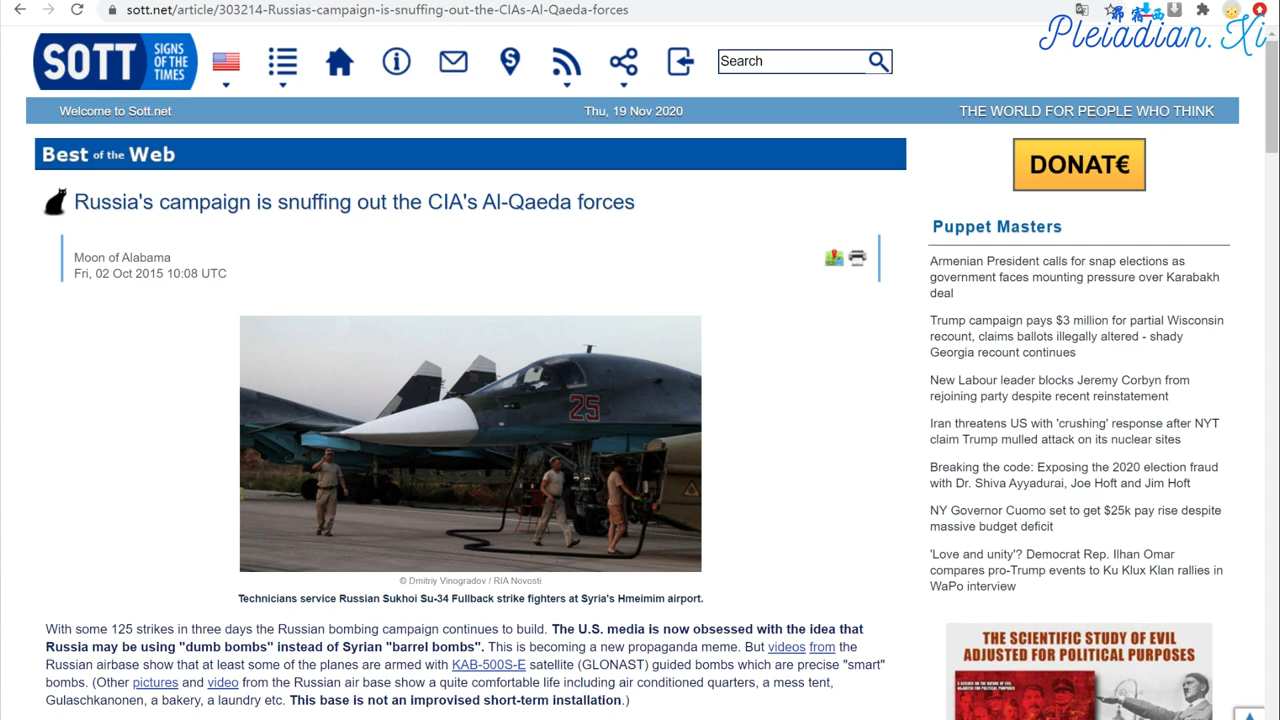 sott.net/article/303214-Russias-campaign-is-snuffing-out-the-CIAs-Al-Qaeda-forces
昴宿西
Pleiadian.Xi
SOTT SIGNS OF THE TIMES
Search
Welcome to Sott.net
Thu, 19 Nov 2020
THE WORLD FOR PEOPLE WHO THINK
Best of the Web
DONAT€
Russia's campaign is snuffing out the CIA's Al-Qaeda forces
Moon of Alabama
Fri, 02 Oct 2015 10:08 UTC
25
© Dmitriy Vinogradov / RIA Novosti
Technicians service Russian Sukhoi Su-34 Fullback strike fighters at Syria's Hmeimim airport.
With some 125 strikes in three days the Russian bombing campaign continues to build. The U.S. media is now obsessed with the idea that
Russia may be using "dumb bombs" instead of Syrian "barrel bombs". This is becoming a new propaganda meme. But videos from the
Russian airbase show that at least some of the planes are armed with KAB-500S-E satellite (GLONAST) guided bombs which are precise "smart"
bombs. (Other pictures and video from the Russian air base show a quite comfortable life including air conditioned quarters, a mess tent,
Gulaschkanonen, a bakery, a laundry etc. This base is not an improvised short-term installation.)
Puppet Masters
Armenian President calls for snap elections as
government faces mounting pressure over Karabakh
deal
Trump campaign pays $3 million for partial Wisconsin
recount, claims ballots illegally altered - shady
Georgia recount continues
New Labour leader blocks Jeremy Corbyn from
rejoining party despite recent reinstatement
Iran threatens US with 'crushing' response after NYT
claim Trump mulled attack on its nuclear sites
Breaking the code: Exposing the 2020 election fraud
with Dr. Shiva Ayyadurai, Joe Hoft and Jim Hoft
NY Governor Cuomo set to get $25k pay rise despite
massive budget deficit
'Love and unity'? Democrat Rep. Ilhan Omar
compares pro-Trump events to Ku Klux Klan rallies in
WaPo interview
THE SCIENTIFIC STUDY OF EVIL
ADJUSTED FOR POLITICAL PURPOSES